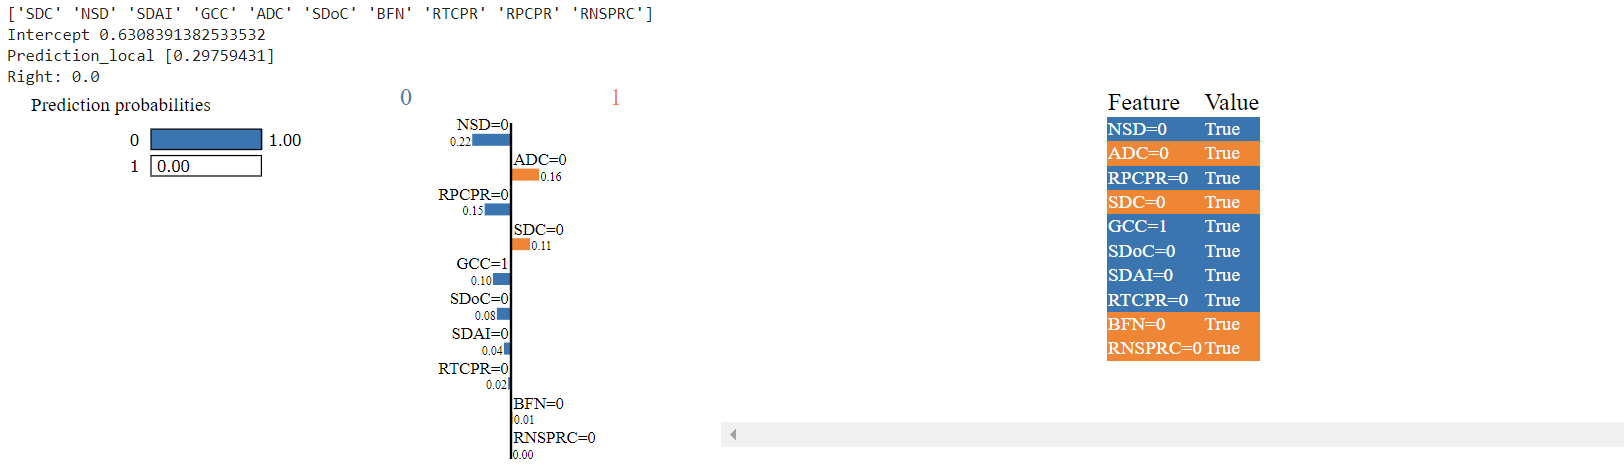 ['SDC' 'NSD' 'SDAI' 'GCC' 'ADC' 'SDoC' 'BFN' 'RTCPR' 'RPCPR' 'RNSPRC']
Intercept 0.6308391382533532
Prediction_local [0.29759431]
Right: 0.0
Prediction probabilities
0 1.00
1 0.00
0 1
NSD=0
0.22
ADC=0
0.16
RPCPR=0
0.15
SDC=0
0.11
GCC=1
0.10
SDoC=0
0.08
SDAI=0
0.04
RTCPR=0
0.02
BFN=0
0.01
RNSPRC=0
0.00
Feature Value
NSD=0 True
ADC=0 True
RPCPR=0 True
SDC=0 True
GCC=1 True
SDoC=0 True
SDAI=0 True
RTCPR=0 True
BFN=0 True
RNSPRC=0 True